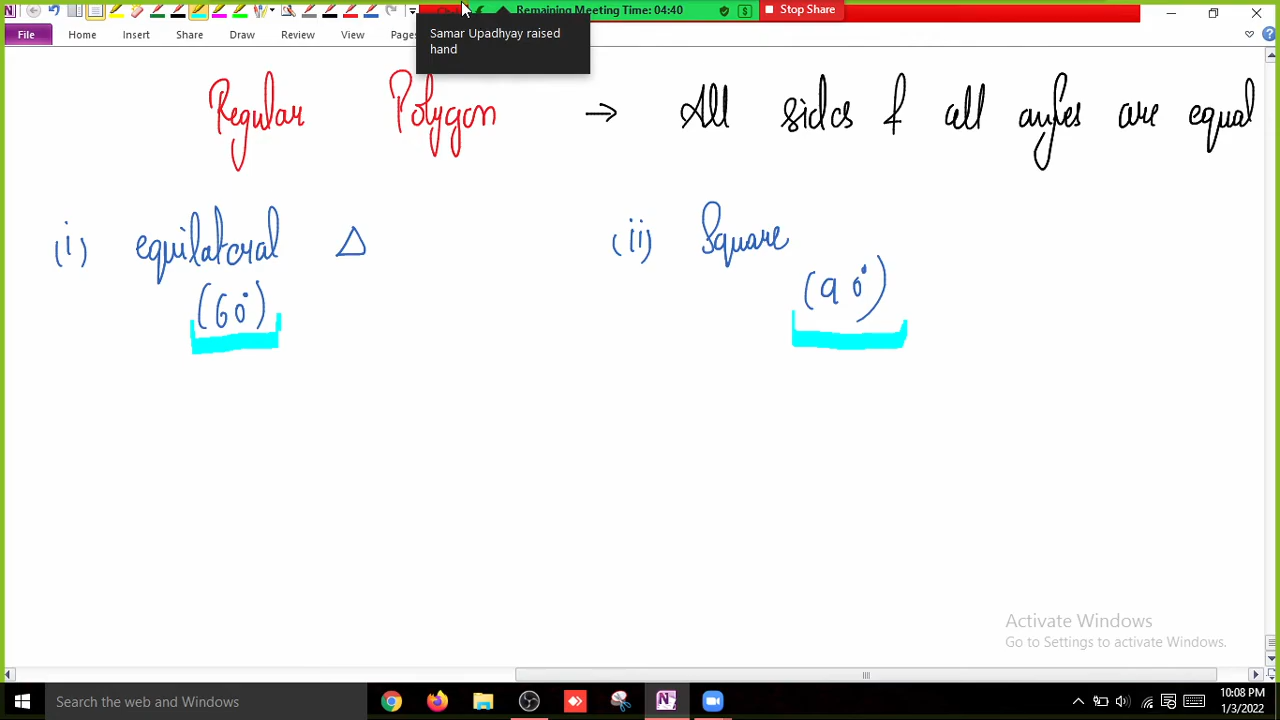 Remaining Meeting Time: 04:40
Stop Share
File Home Insert Share Draw Review View Pages
Samar Upadhyay raised
hand
Regular Polygon → All sides & all angles are equal
(i) equilateral △
(60°)
(ii) Square
(90°)
Activate Windows
Go to Settings to activate Windows.
Search the web and Windows
10:08 PM
1/3/2022